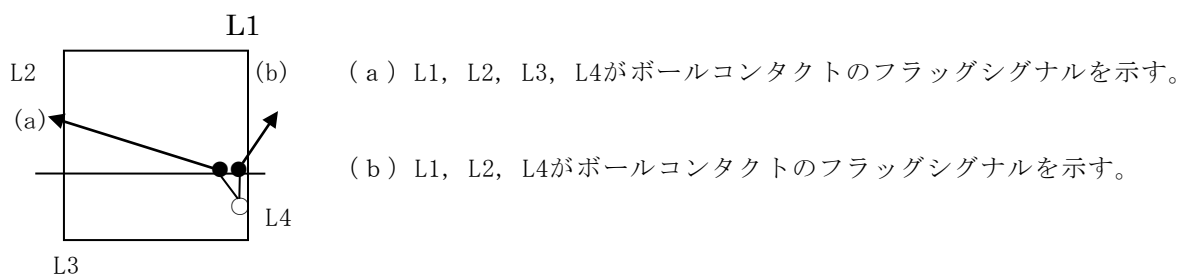 L1
L2
(b)
(a) L1, L2, L3, L4がボールコンタクトのフラッグシグナルを示す。
(a)
(b) L1, L2, L4がボールコンタクトのフラッグシグナルを示す。
L4
L3